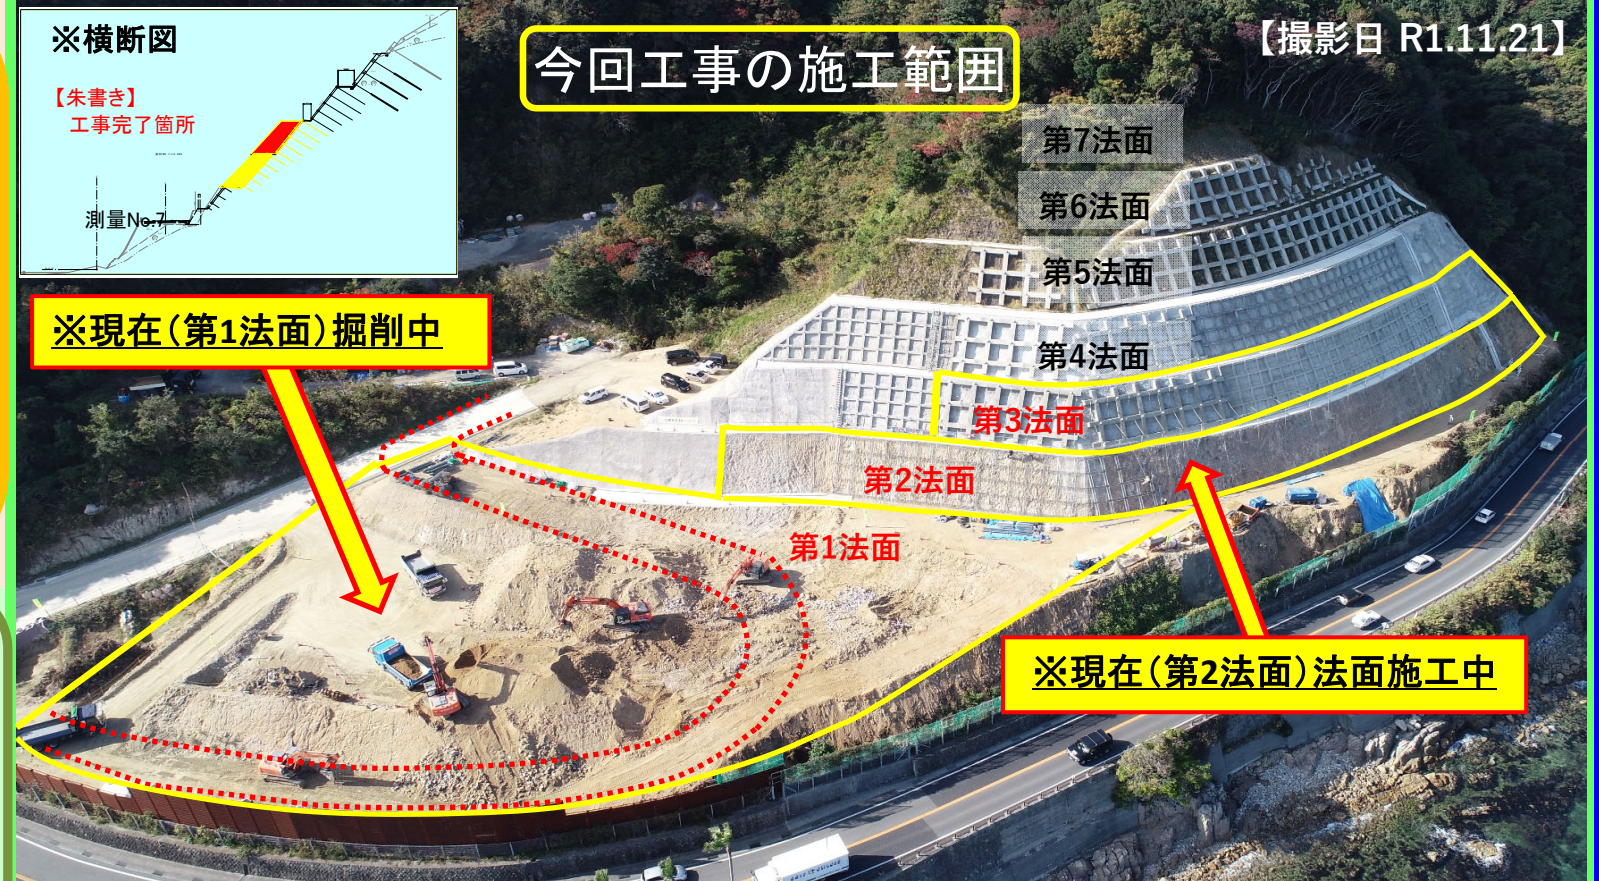 ※横断図
【朱書き】
工事完了箇所
測量No.7
今回工事の施工範囲
【撮影日 R1.11.21】
第7法面
第6法面
第5法面
第4法面
第3法面
第2法面
第1法面
※現在（第1法面）掘削中
※現在（第2法面）法面施工中